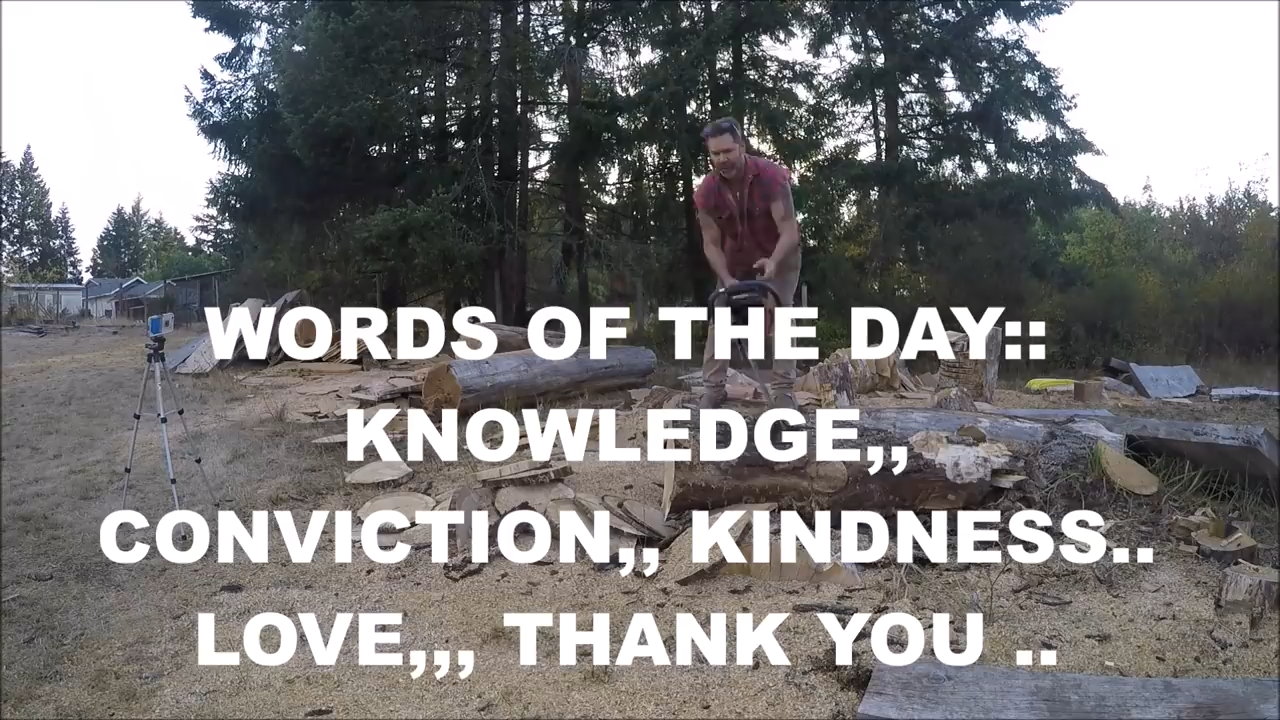 WORDS OF THE DAY::
KNOWLEDGE,,
CONVICTION,, KINDNESS..
LOVE,,, THANK YOU ..